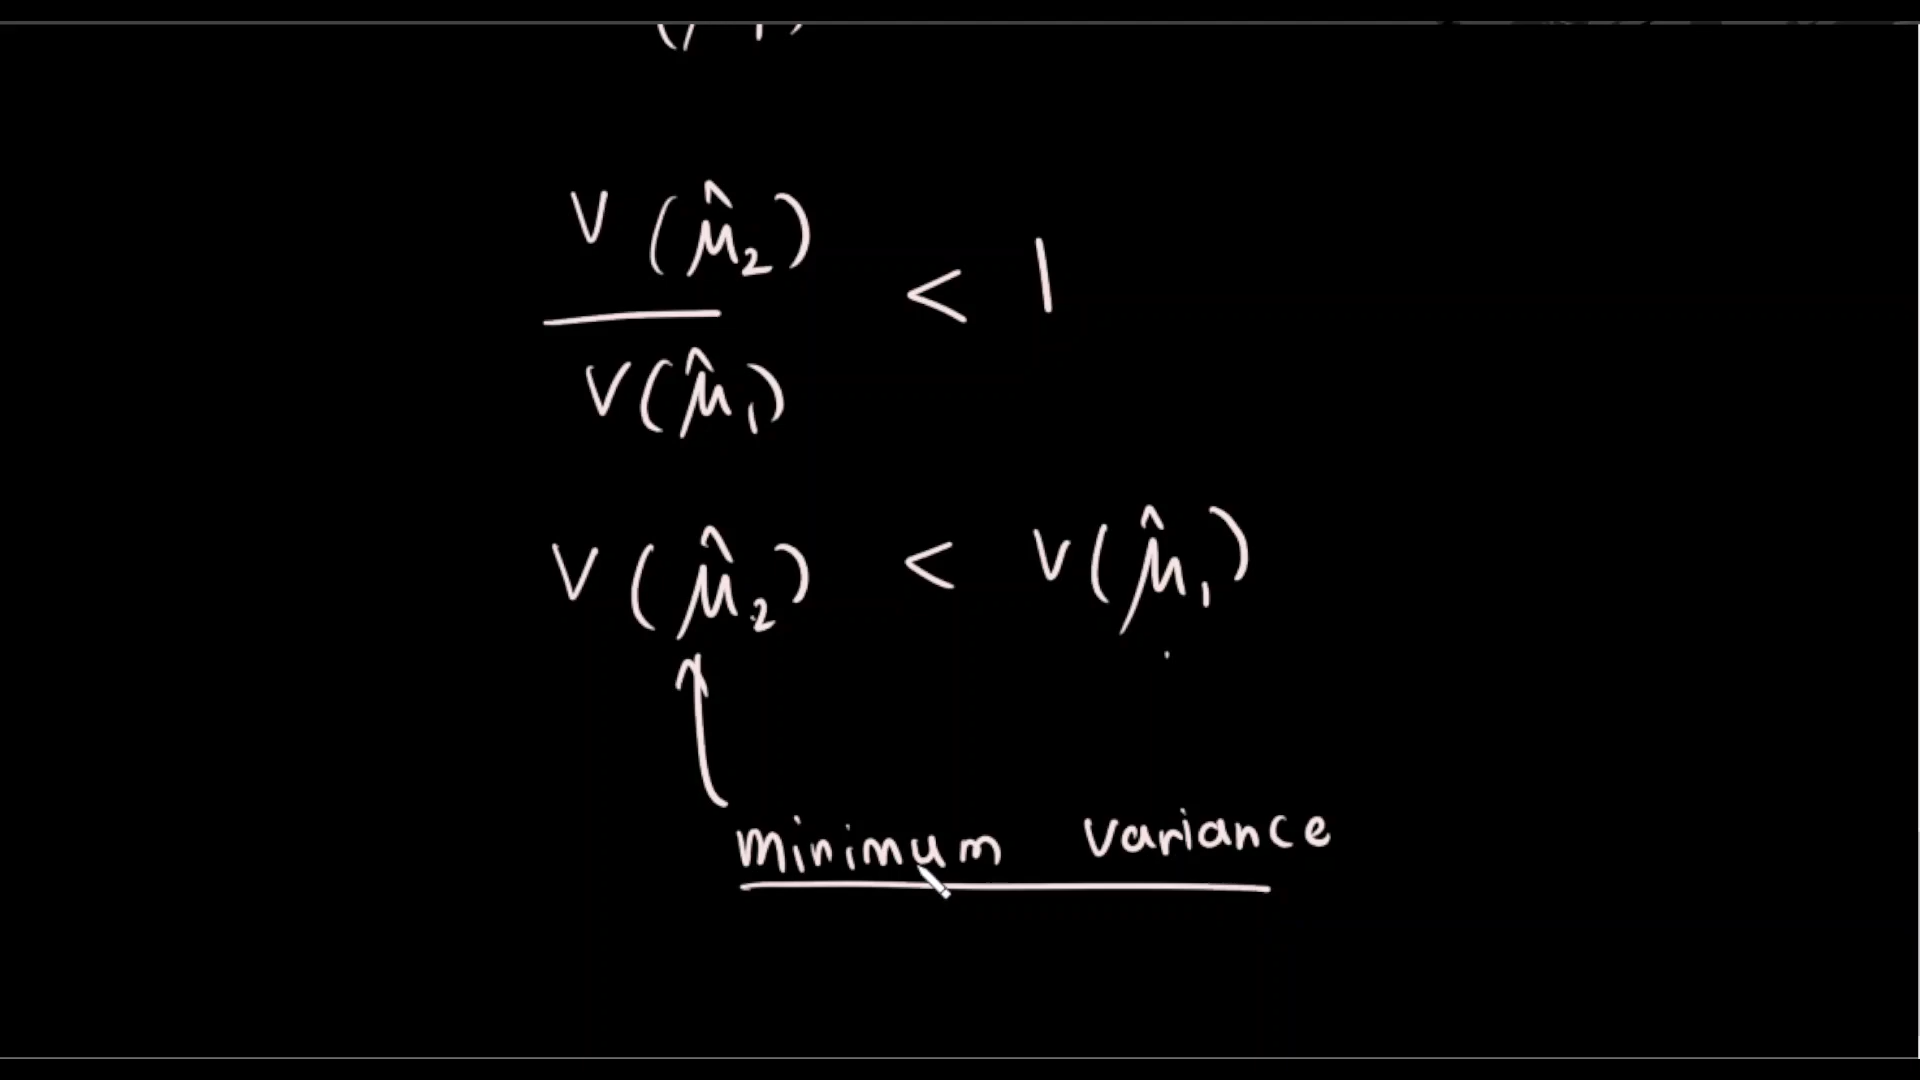 V(μ̂₂)
< 1
V(μ̂₁)
V(μ̂₂) < V(μ̂₁)
minimum variance